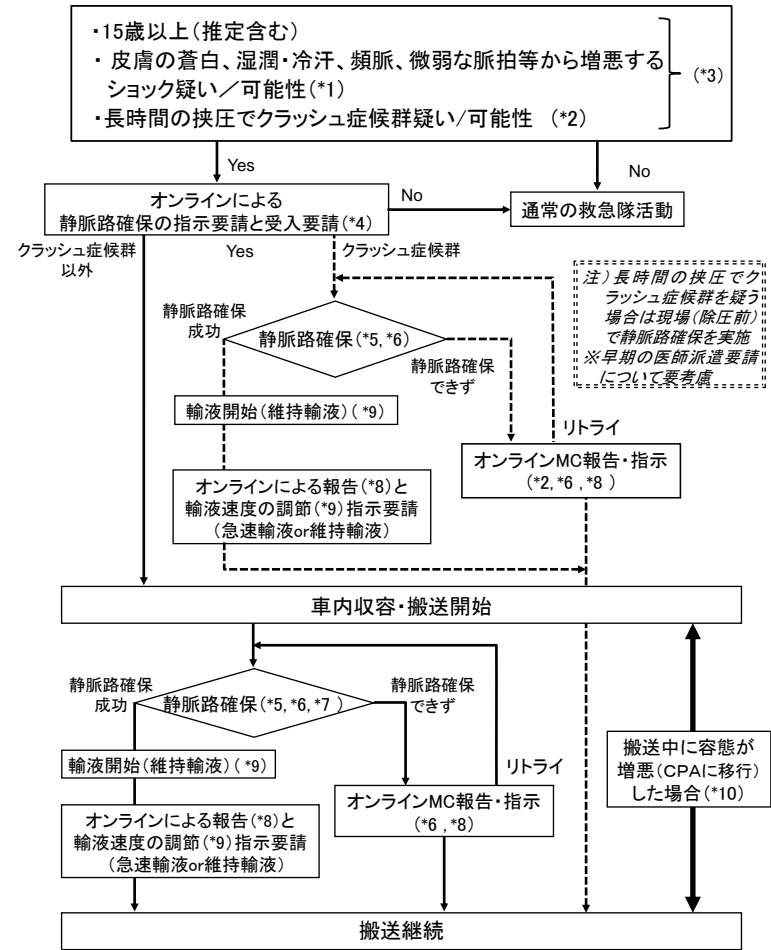 ・15歳以上(推定含む)
・ 皮膚の蒼白、湿潤・冷汗、頻脈、微弱な脈拍等から増悪する
ショック疑い/可能性(*1)
・長時間の挟圧でクラッシュ症候群疑い/可能性 (*2)
(*3)
Yes
No
オンラインによる
静脈路確保の指示要請と受入要請(*4)
No
通常の救急隊活動
クラッシュ症候群
以外
Yes
クラッシュ症候群
注)長時間の挟圧でク
ラッシュ症候群を疑う
場合は現場(除圧前)
で静脈路確保を実施
※早期の医師派遣要請
について要考慮
静脈路確保
成功
静脈路確保(*5,*6)
静脈路確保
できず
輸液開始(維持輸液) (*9)
リトライ
オンラインMC報告・指示
(*2,*6 ,*8 )
オンラインによる報告(*8)と
輸液速度の調節(*9)指示要請
(急速輸液or維持輸液)
車内収容・搬送開始
静脈路確保
成功
静脈路確保(*5,*6,*7 )
静脈路確保
できず
輸液開始(維持輸液) (*9)
リトライ
搬送中に容態が
増悪(CPAに移行)
した場合(*10)
オンラインMC報告・指示
(*6 ,*8)
オンラインによる報告(*8)と
輸液速度の調節(*9)指示要請
(急速輸液or維持輸液)
搬送継続